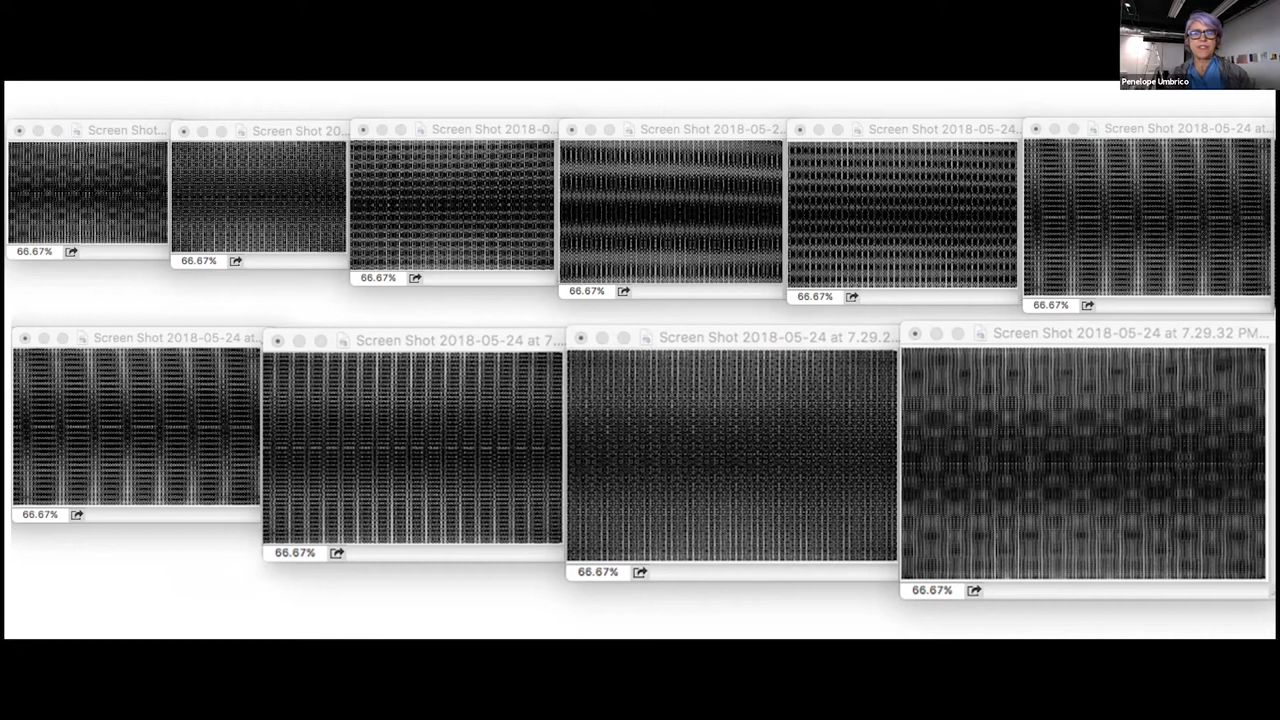 Penelope Umbrico
Screen Shot...
Screen Shot 20...
Screen Shot 2018-0...
Screen Shot 2018-05-2...
Screen Shot 2018-05-24...
Screen Shot 2018-05-24 at...
66.67%
66.67%
66.67%
66.67%
66.67%
66.67%
Screen Shot 2018-05-24 at...
Screen Shot 2018-05-24 at 7....
Screen Shot 2018-05-24 at 7.29.2...
Screen Shot 2018-05-24 at 7.29.32 PM...
66.67%
66.67%
66.67%
66.67%